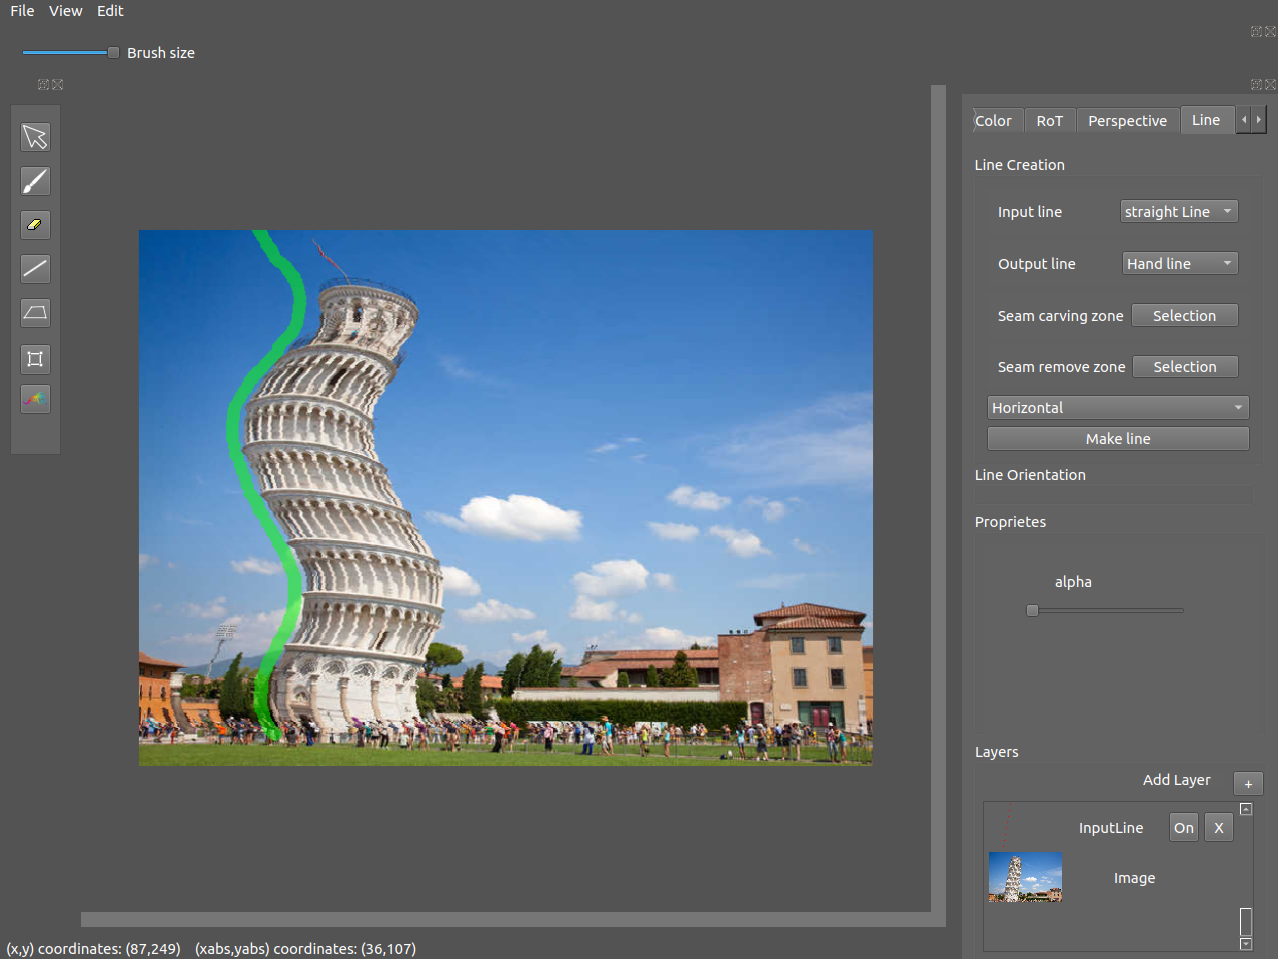 File View Edit
Brush size
Color RoT Perspective Line
Line Creation
Input line straight Line
Output line Hand line
Seam carving zone Selection
Seam remove zone Selection
Horizontal
Make line
Line Orientation
Proprietes
alpha
Layers
Add Layer +
InputLine On X
Image
(x,y) coordinates: (87,249) (xabs,yabs) coordinates: (36,107)